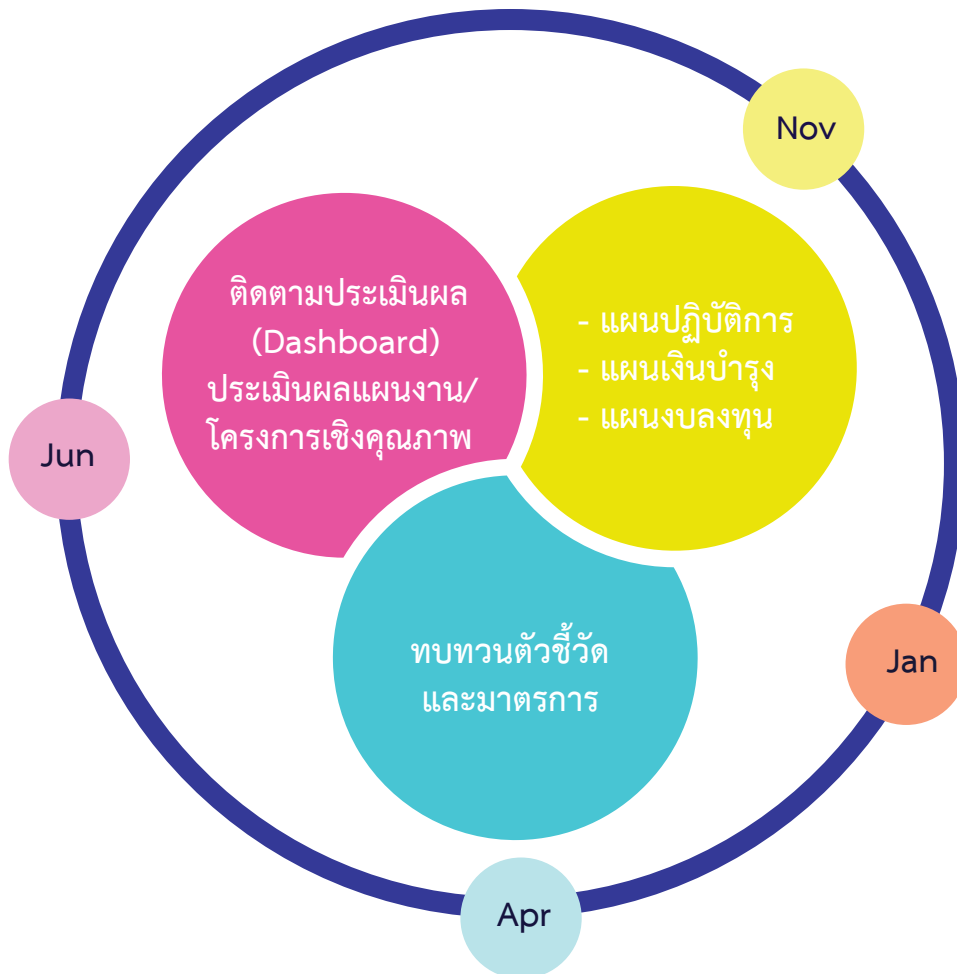 Nov
ติดตามประเมินผล
(Dashboard)
ประเมินผลแผนงาน/
โครงการเชิงคุณภาพ
- แผนปฏิบัติการ
- แผนเงินบำรุง
- แผนงบลงทุน
Jun
ทบทวนตัวชี้วัด
และมาตรการ
Jan
Apr